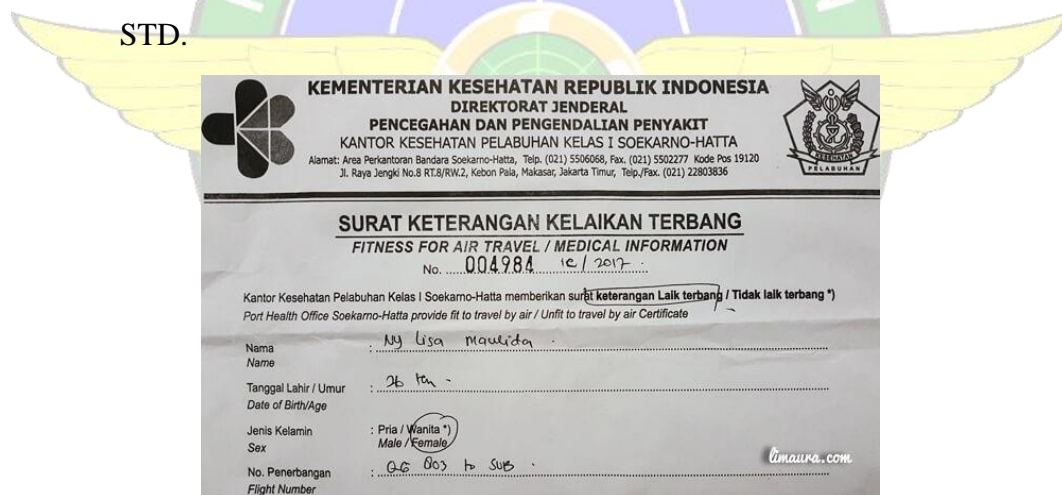 STD.
KEMENTERIAN KESEHATAN REPUBLIK INDONESIA
DIREKTORAT JENDERAL
PENCEGAHAN DAN PENGENDALIAN PENYAKIT
KANTOR KESEHATAN PELABUHAN KELAS I SOEKARNO-HATTA
Alamat: Area Perkantoran Bandara Soekarno-Hatta, Telp. (021) 5506068, Fax. (021) 5502277 Kode Pos 19120
Jl. Raya Jengki No.8 RT.8/RW.2, Kebon Pala, Makasar, Jakarta Timur, Telp./Fax. (021) 22803836
KESEHATAN
PELABUHAN
SURAT KETERANGAN KELAIKAN TERBANG
FITNESS FOR AIR TRAVEL / MEDICAL INFORMATION
No. 004984 /2017
Kantor Kesehatan Pelabuhan Kelas I Soekarno-Hatta memberikan surat keterangan Laik terbang / Tidak laik terbang *)
Port Health Office Soekarno-Hatta provide fit to travel by air / Unfit to travel by air Certificate
Nama : Ny Lisa Maulida
Name
Tanggal Lahir / Umur : 26
Date of Birth/Age
Jenis Kelamin : Pria / Wanita *)
Sex Male / Female
No. Penerbangan : QG 803 to SUB
Flight Number
limaura.com